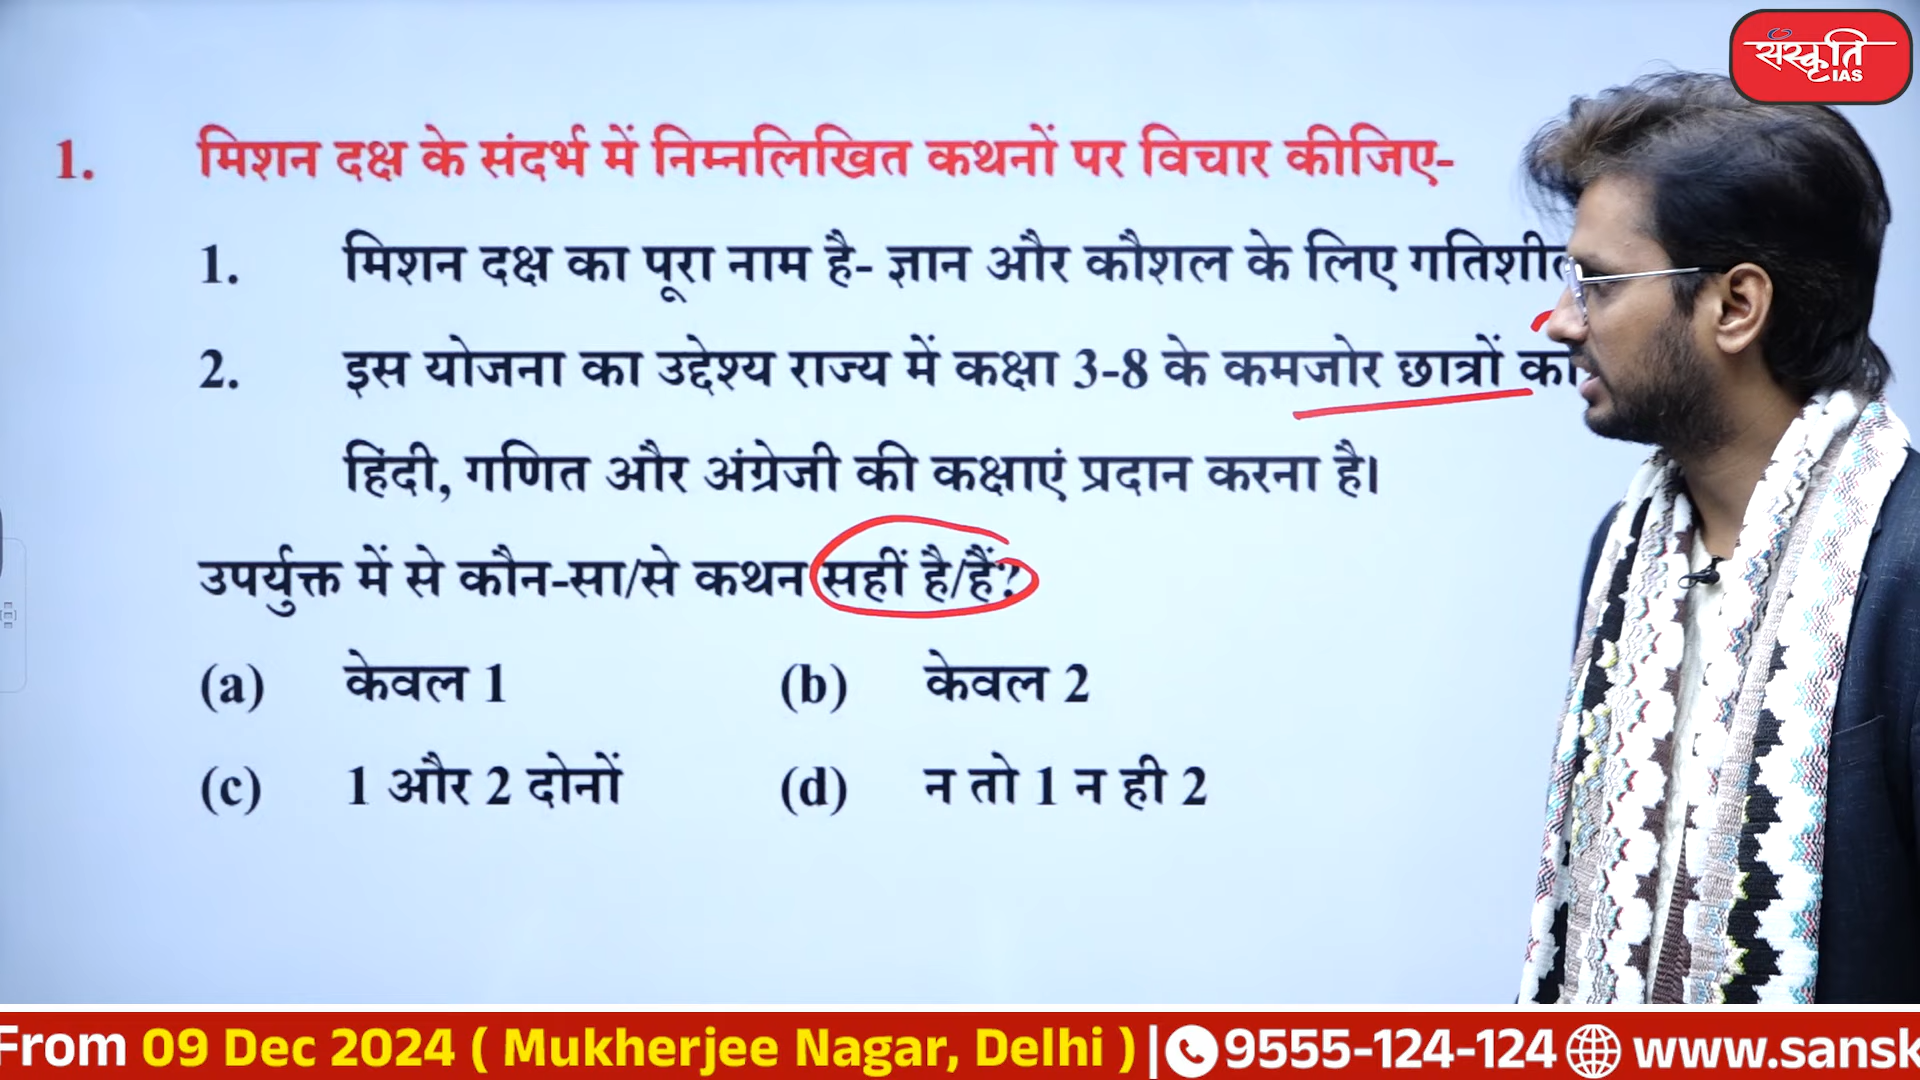 संस्कृति
IAS
1. मिशन दक्ष के संदर्भ में निम्नलिखित कथनों पर विचार कीजिए-
1. मिशन दक्ष का पूरा नाम है- ज्ञान और कौशल के लिए
2. इस योजना का उद्देश्य राज्य में कक्षा 3-8 के कमजोर छात्रों
हिंदी, गणित और अंग्रेजी की कक्षाएं प्रदान करना है।
उपर्युक्त में से कौन-सा/से कथन सहीं है/हैं?
(a) केवल 1 (b) केवल 2
(c) 1 और 2 दोनों (d) न तो 1 न ही 2
From 09 Dec 2024 ( Mukherjee Nagar, Delhi ) | 9555-124-124 www.sansk